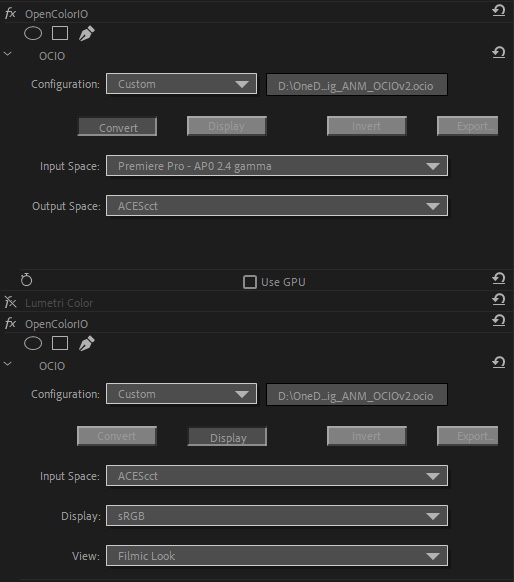 fx OpenColorIO
OCIO
Configuration: Custom D:\OneD...ig_ANM_OCIOv2.ocio
Convert Display Invert Export...
Input Space: Premiere Pro - AP0 2.4 gamma
Output Space: ACEScct
Use GPU
fx Lumetri Color
fx OpenColorIO
OCIO
Configuration: Custom D:\OneD...ig_ANM_OCIOv2.ocio
Convert Display Invert Export...
Input Space: ACEScct
Display: sRGB
View: Filmic Look